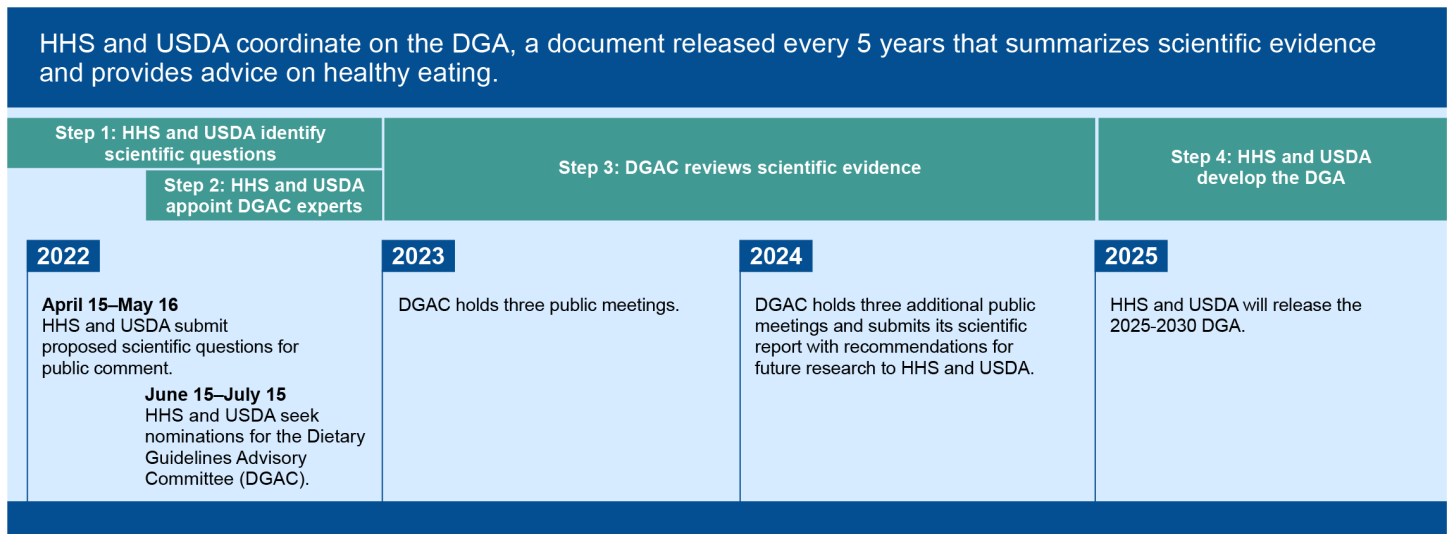 HHS and USDA coordinate on the DGA, a document released every 5 years that summarizes scientific evidence
and provides advice on healthy eating.
Step 1: HHS and USDA identify
scientific questions
Step 2: HHS and USDA
appoint DGAC experts
Step 3: DGAC reviews scientific evidence
Step 4: HHS and USDA
develop the DGA
2022
April 15–May 16
HHS and USDA submit
proposed scientific questions for
public comment.
June 15–July 15
HHS and USDA seek
nominations for the Dietary
Guidelines Advisory
Committee (DGAC).
2023
DGAC holds three public meetings.
2024
DGAC holds three additional public
meetings and submits its scientific
report with recommendations for
future research to HHS and USDA.
2025
HHS and USDA will release the
2025-2030 DGA.